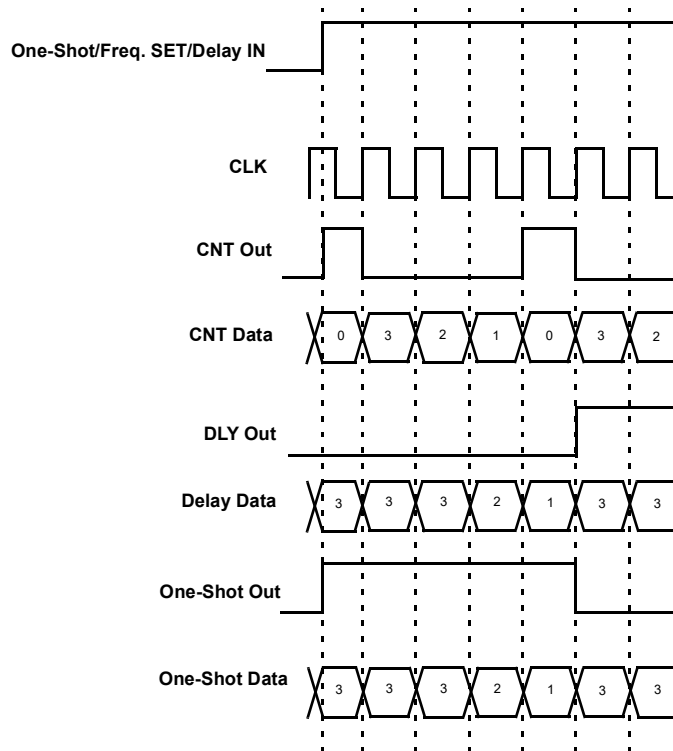 One-Shot/Freq. SET/Delay IN
CLK
CNT Out
CNT Data
0 3 2 1 0 3 2
DLY Out
Delay Data
3 3 3 2 1 3 3
One-Shot Out
One-Shot Data
3 3 3 2 1 3 3